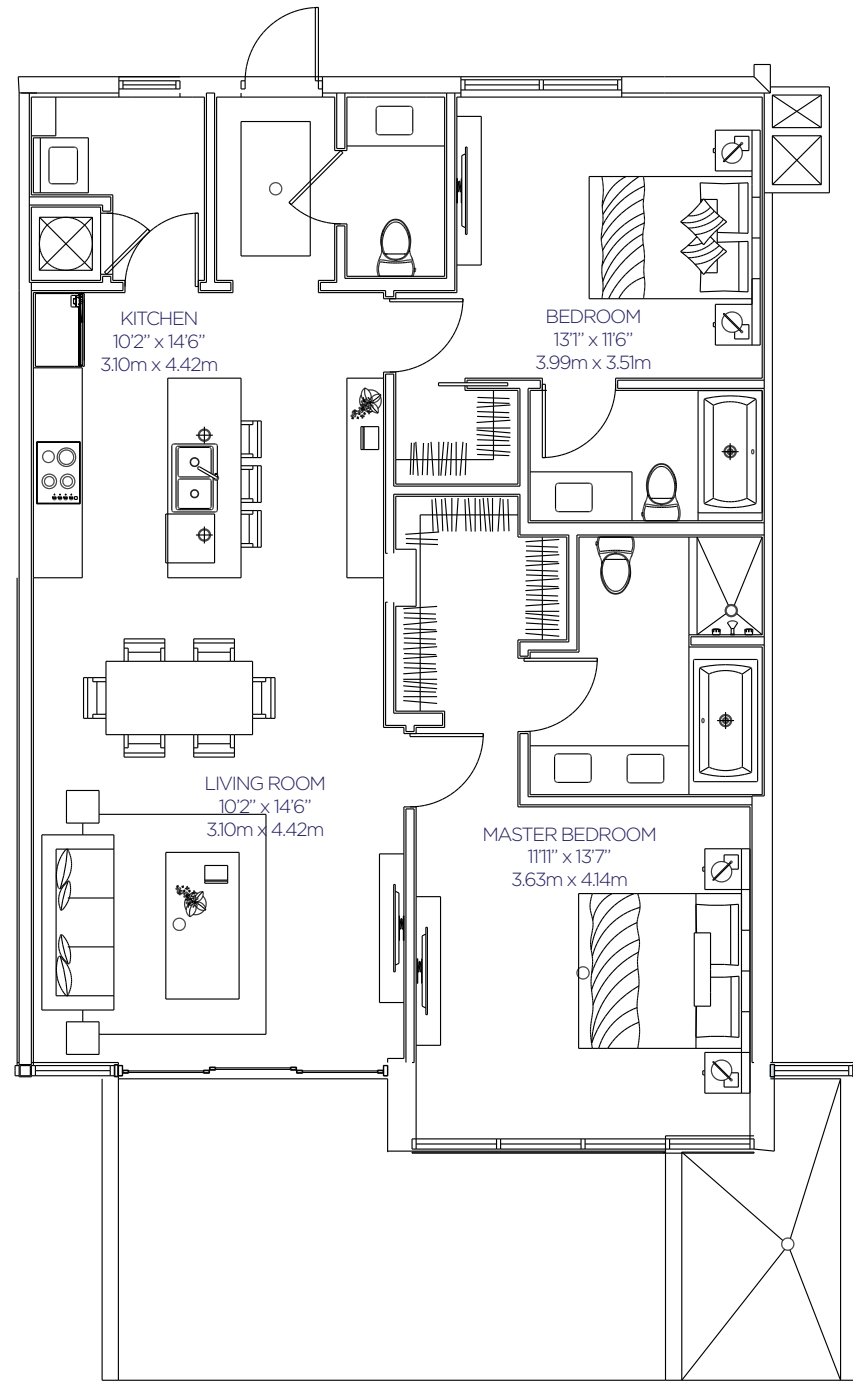 KITCHEN
10'2" x 14'6"
3.10m x 4.42m
BEDROOM
13'1" x 11'6"
3.99m x 3.51m
LIVING ROOM
10'2" x 14'6"
3.10m x 4.42m
MASTER BEDROOM
11'11" x 13'7"
3.63m x 4.14m